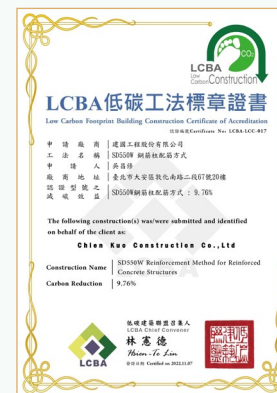 CO₂
LCBA
Low Carbon Construction
LCBA低碳工法標章證書
Low Carbon Footprint Building Construction Certificate of Accreditation
認證編號Certificate No: LCBA-LCC-017
申請廠商 建國工程股份有限公司
工法名稱 SD550W 鋼筋柱配筋方式
申請人 吳昌修
廠商地址 臺北市大安區敦化南路二段67號20樓
認證型號之減碳效益 SD550W鋼筋柱配筋方式 : 9.76%
The following construction(s) was/were submitted and identified
on behalf of the client as:
Chien Kuo Construction Co.,Ltd
Construction Name SD550W Reinforcement Method for Reinforced
Concrete Structures
Carbon Reduction 9.76%
低碳建築聯盟召集人
LCBA Chief Convener
林憲德
Hsien-Te Lin
發證日期 Certified on 2022.11.07
LCBA